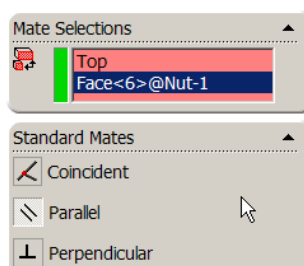 Mate Selections
Top
Face<6>@Nut-1
Standard Mates
Coincident
Parallel
Perpendicular